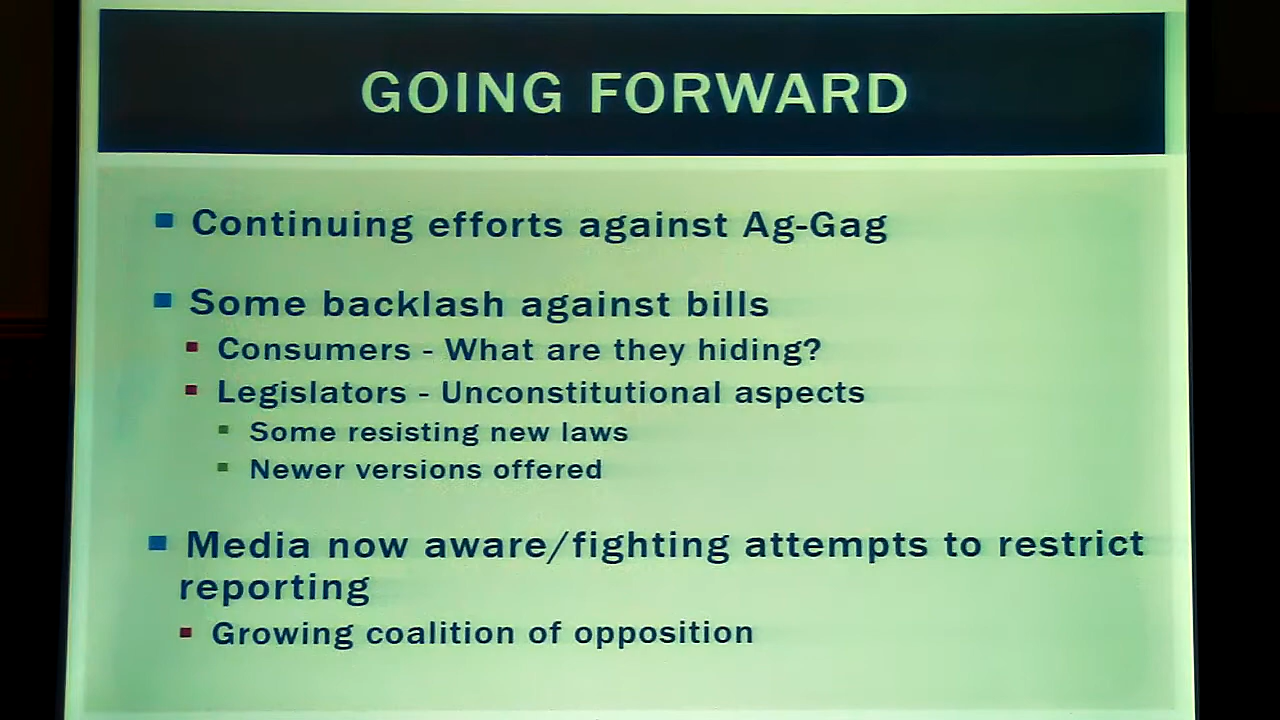 GOING FORWARD
Continuing efforts against Ag-Gag
Some backlash against bills
Consumers - What are they hiding?
Legislators - Unconstitutional aspects
Some resisting new laws
Newer versions offered
Media now aware/fighting attempts to restrict
reporting
Growing coalition of opposition